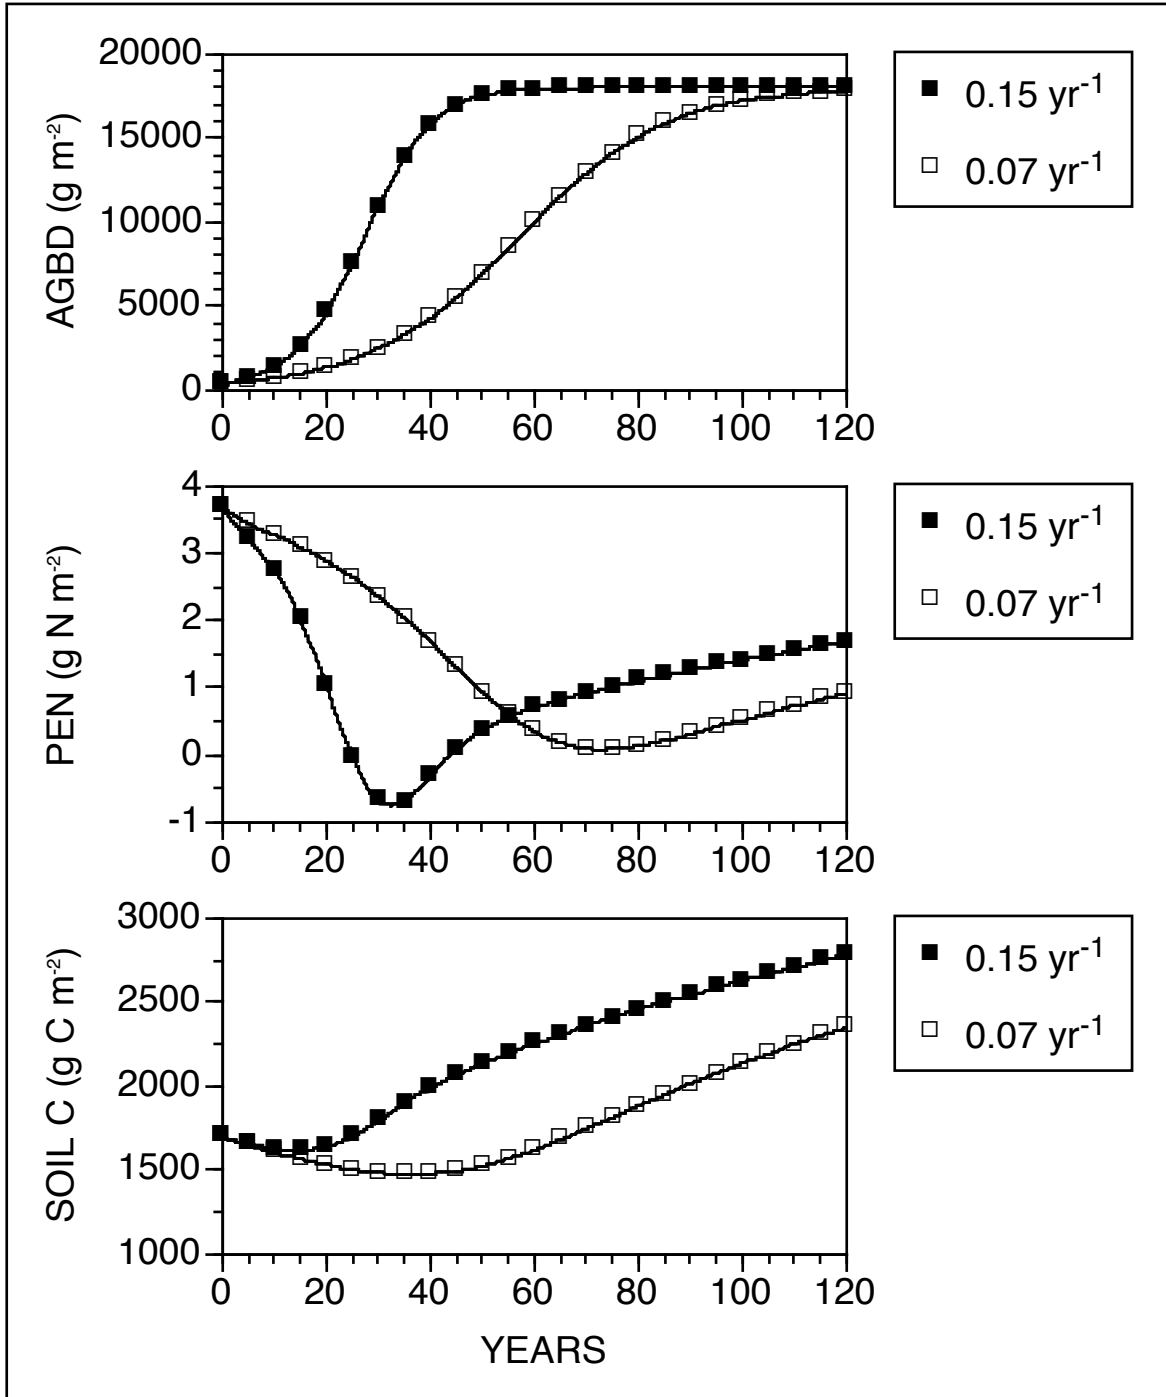 AGBD (g m-2)
20000
15000
10000
5000
0
0 20 40 60 80 100 120
0.15 yr-1
0.07 yr-1
PEN (g N m-2)
4
3
2
1
0
-1
0 20 40 60 80 100 120
0.15 yr-1
0.07 yr-1
SOIL C (g C m-2)
3000
2500
2000
1500
1000
0 20 40 60 80 100 120
0.15 yr-1
0.07 yr-1
YEARS